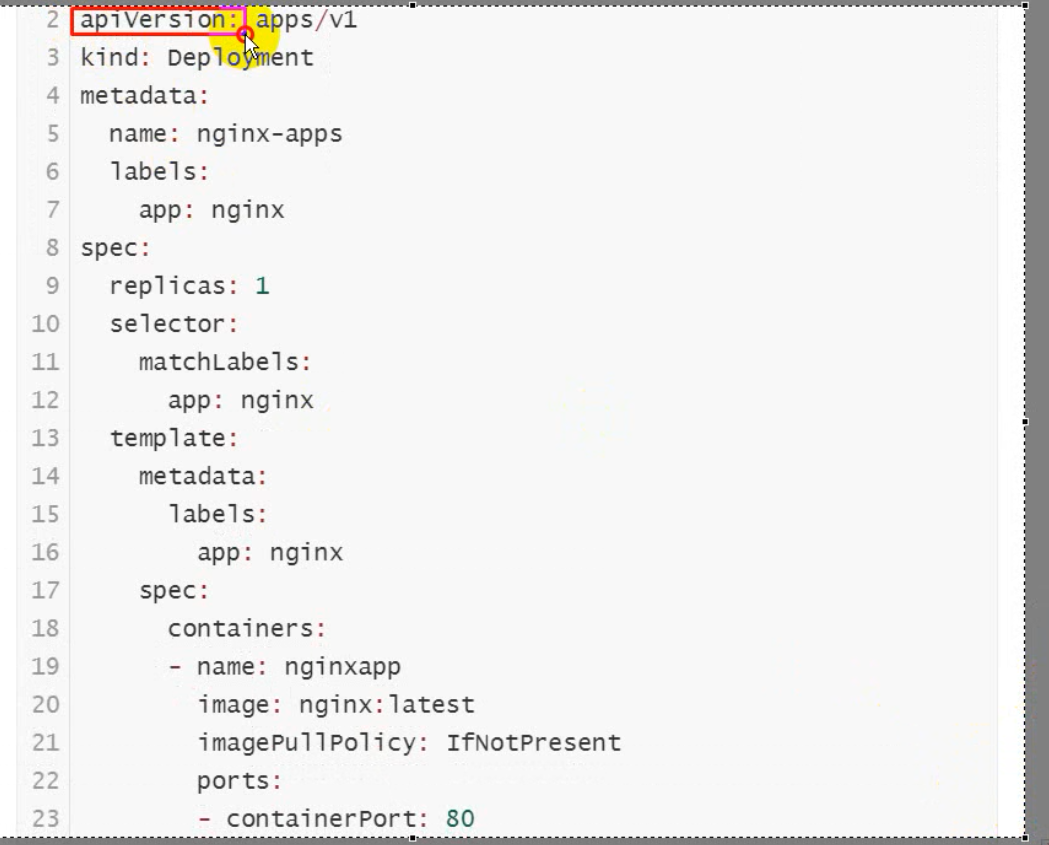 2 apiVersion: apps/v1
3 kind: Deployment
4 metadata:
5   name: nginx-apps
6   labels:
7     app: nginx
8 spec:
9   replicas: 1
10   selector:
11     matchLabels:
12       app: nginx
13   template:
14     metadata:
15       labels:
16         app: nginx
17     spec:
18       containers:
19       - name: nginxapp
20         image: nginx:latest
21         imagePullPolicy: IfNotPresent
22         ports:
23         - containerPort: 80